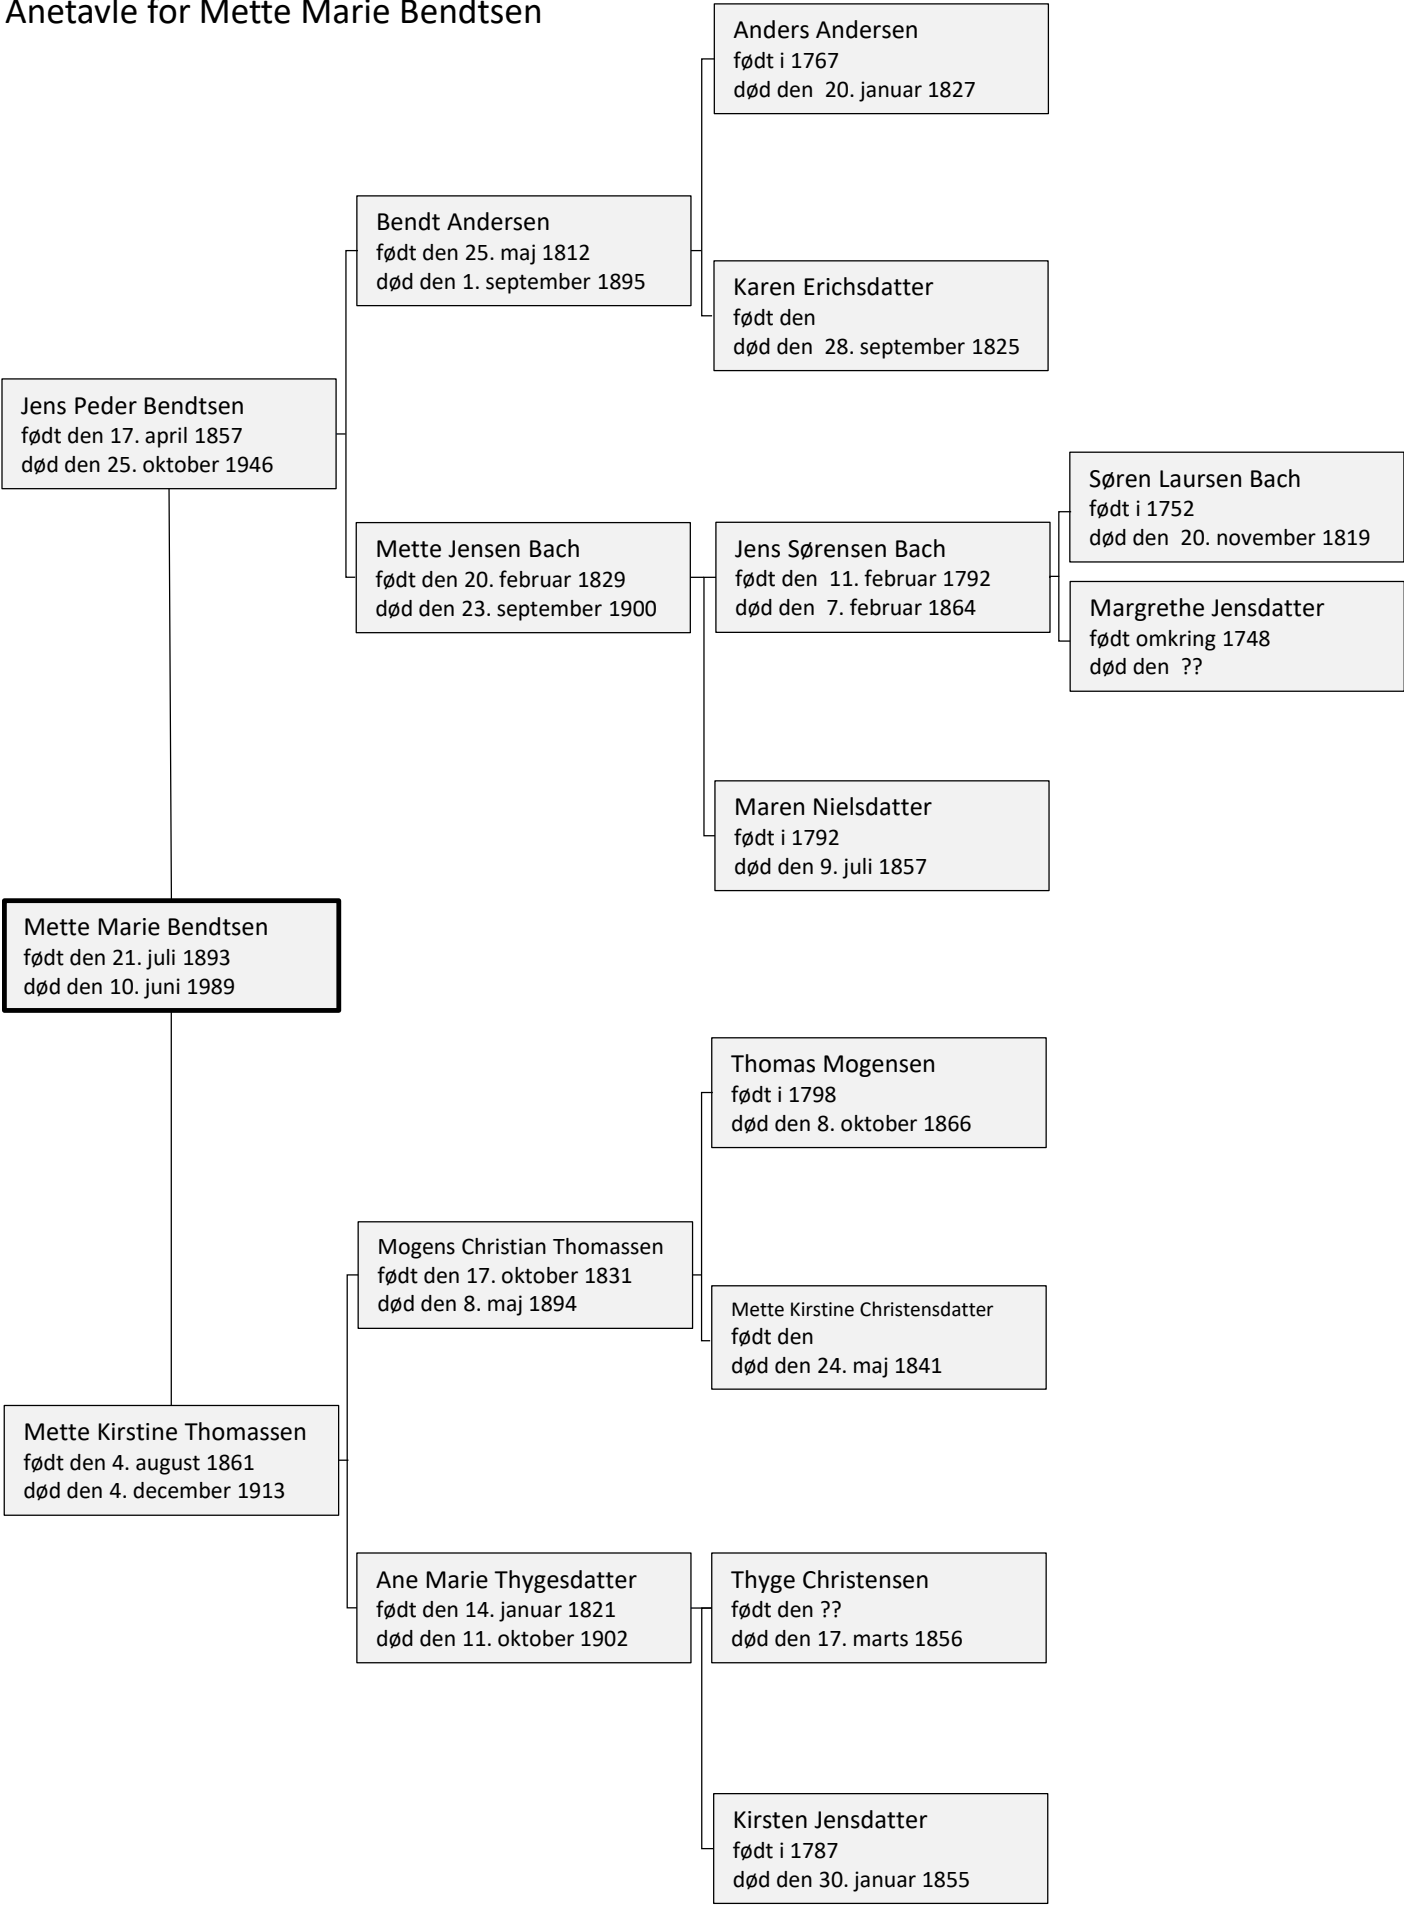 Anetavle for Mette Marie Bendtsen
Anders Andersen
født i 1767
død den  20. januar 1827
Bendt Andersen
født den 25. maj 1812
død den 1. september 1895
Karen Erichsdatter
født den
død den  28. september 1825
Jens Peder Bendtsen
født den 17. april 1857
død den 25. oktober 1946
Søren Laursen Bach
født i 1752
død den  20. november 1819
Mette Jensen Bach
født den 20. februar 1829
død den 23. september 1900
Jens Sørensen Bach
født den  11. februar 1792
død den  7. februar 1864
Margrethe Jensdatter
født omkring 1748
død den  ??
Maren Nielsdatter
født i 1792
død den 9. juli 1857
Mette Marie Bendtsen
født den 21. juli 1893
død den 10. juni 1989
Thomas Mogensen
født i 1798
død den 8. oktober 1866
Mogens Christian Thomassen
født den 17. oktober 1831
død den 8. maj 1894
Mette Kirstine Christensdatter
født den
død den 24. maj 1841
Mette Kirstine Thomassen
født den 4. august 1861
død den 4. december 1913
Ane Marie Thygesdatter
født den 14. januar 1821
død den 11. oktober 1902
Thyge Christensen
født den ??
død den 17. marts 1856
Kirsten Jensdatter
født i 1787
død den 30. januar 1855